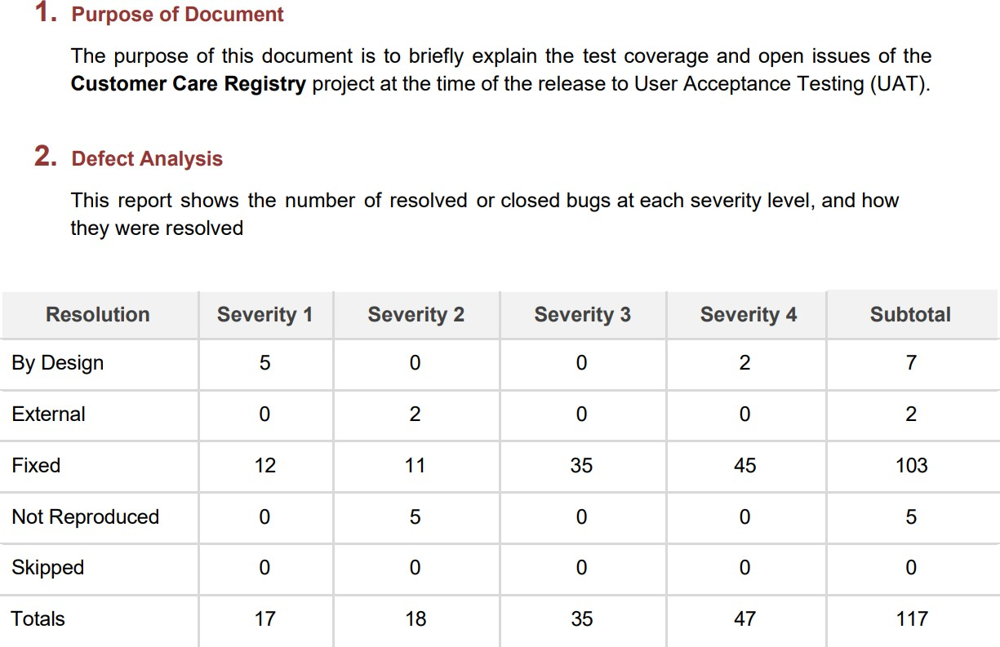 1. Purpose of Document
The purpose of this document is to briefly explain the test coverage and open issues of the
Customer Care Registry project at the time of the release to User Acceptance Testing (UAT).
2. Defect Analysis
This report shows the number of resolved or closed bugs at each severity level, and how
they were resolved
Resolution Severity 1 Severity 2 Severity 3 Severity 4 Subtotal
By Design 5 0 0 2 7
External 0 2 0 0 2
Fixed 12 11 35 45 103
Not Reproduced 0 5 0 0 5
Skipped 0 0 0 0 0
Totals 17 18 35 47 117